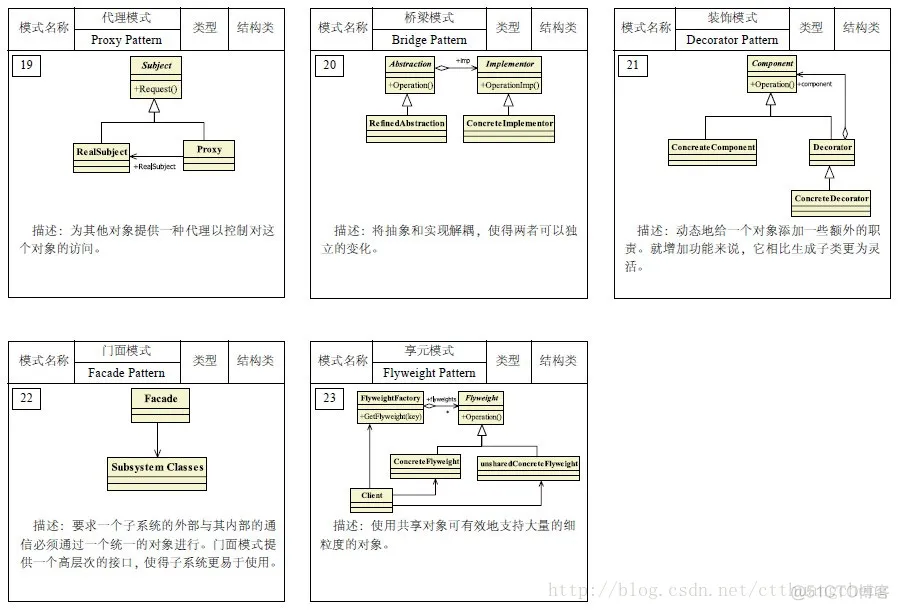 模式名称 代理模式 类型 结构类
Proxy Pattern
19
Subject
+Request()
RealSubject
Proxy
+RealSubject
描述：为其他对象提供一种代理以控制对这
个对象的访问。
模式名称 桥梁模式 类型 结构类
Bridge Pattern
20
Abstraction
+imp
Implementor
+Operation()
+OperationImp()
RefinedAbstraction
ConcreteImplementor
描述：将抽象和实现解耦，使得两者可以
独立的变化。
模式名称 装饰模式 类型 结构类
Decorator Pattern
21
Component
+Operation()
+component
ConcreateComponent
Decorator
ConcreteDecorator
描述：动态地给一个对象添加一些额外的职
责。就增加功能来说，它相比生成子类更为灵
活。
模式名称 门面模式 类型 结构类
Facade Pattern
22
Facade
Subsystem Classes
描述：要求一个子系统的外部与其内部的通
信必须通过一个统一的对象进行。门面模式提
供一个高层次的接口，使得子系统更易于使用。
模式名称 享元模式 类型 结构类
Flyweight Pattern
23
FlyweightFactory
+flyweights
Flyweight
+GetFlyweight(key)
*
+Operation()
ConcreteFlyweight
unsharedConcreteFlyweight
Client
描述：使用共享对象可有效地支持大量的细
粒度的对象。
@51CTO博客